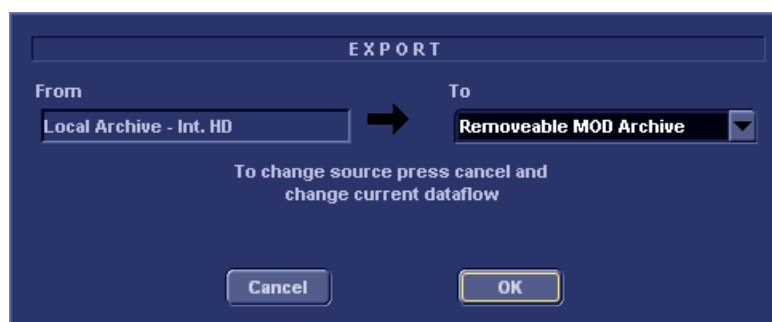 EXPORT
From
To
Local Archive - Int. HD
Removeable MOD Archive
To change source press cancel and
change current dataflow
Cancel
OK